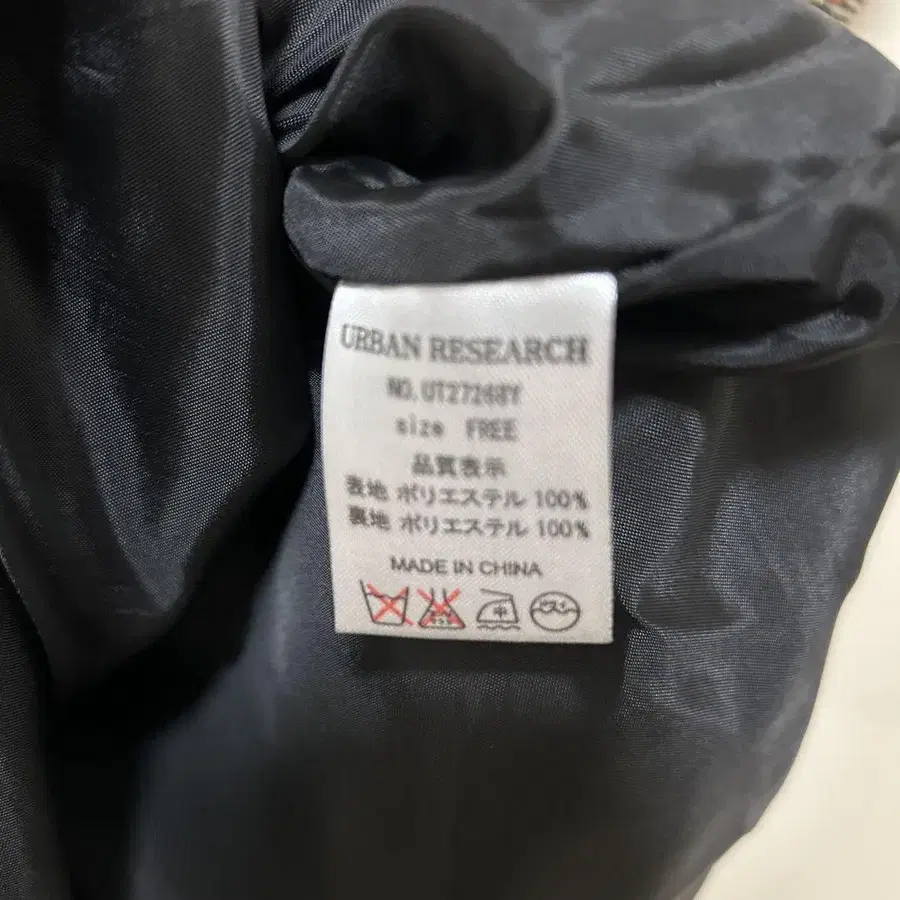 URBAN RESEARCH
NO.UT27268Y
size FREE
品質表示
表地 ポリエステル 100%
裏地 ポリエステル 100%
MADE IN CHINA
中